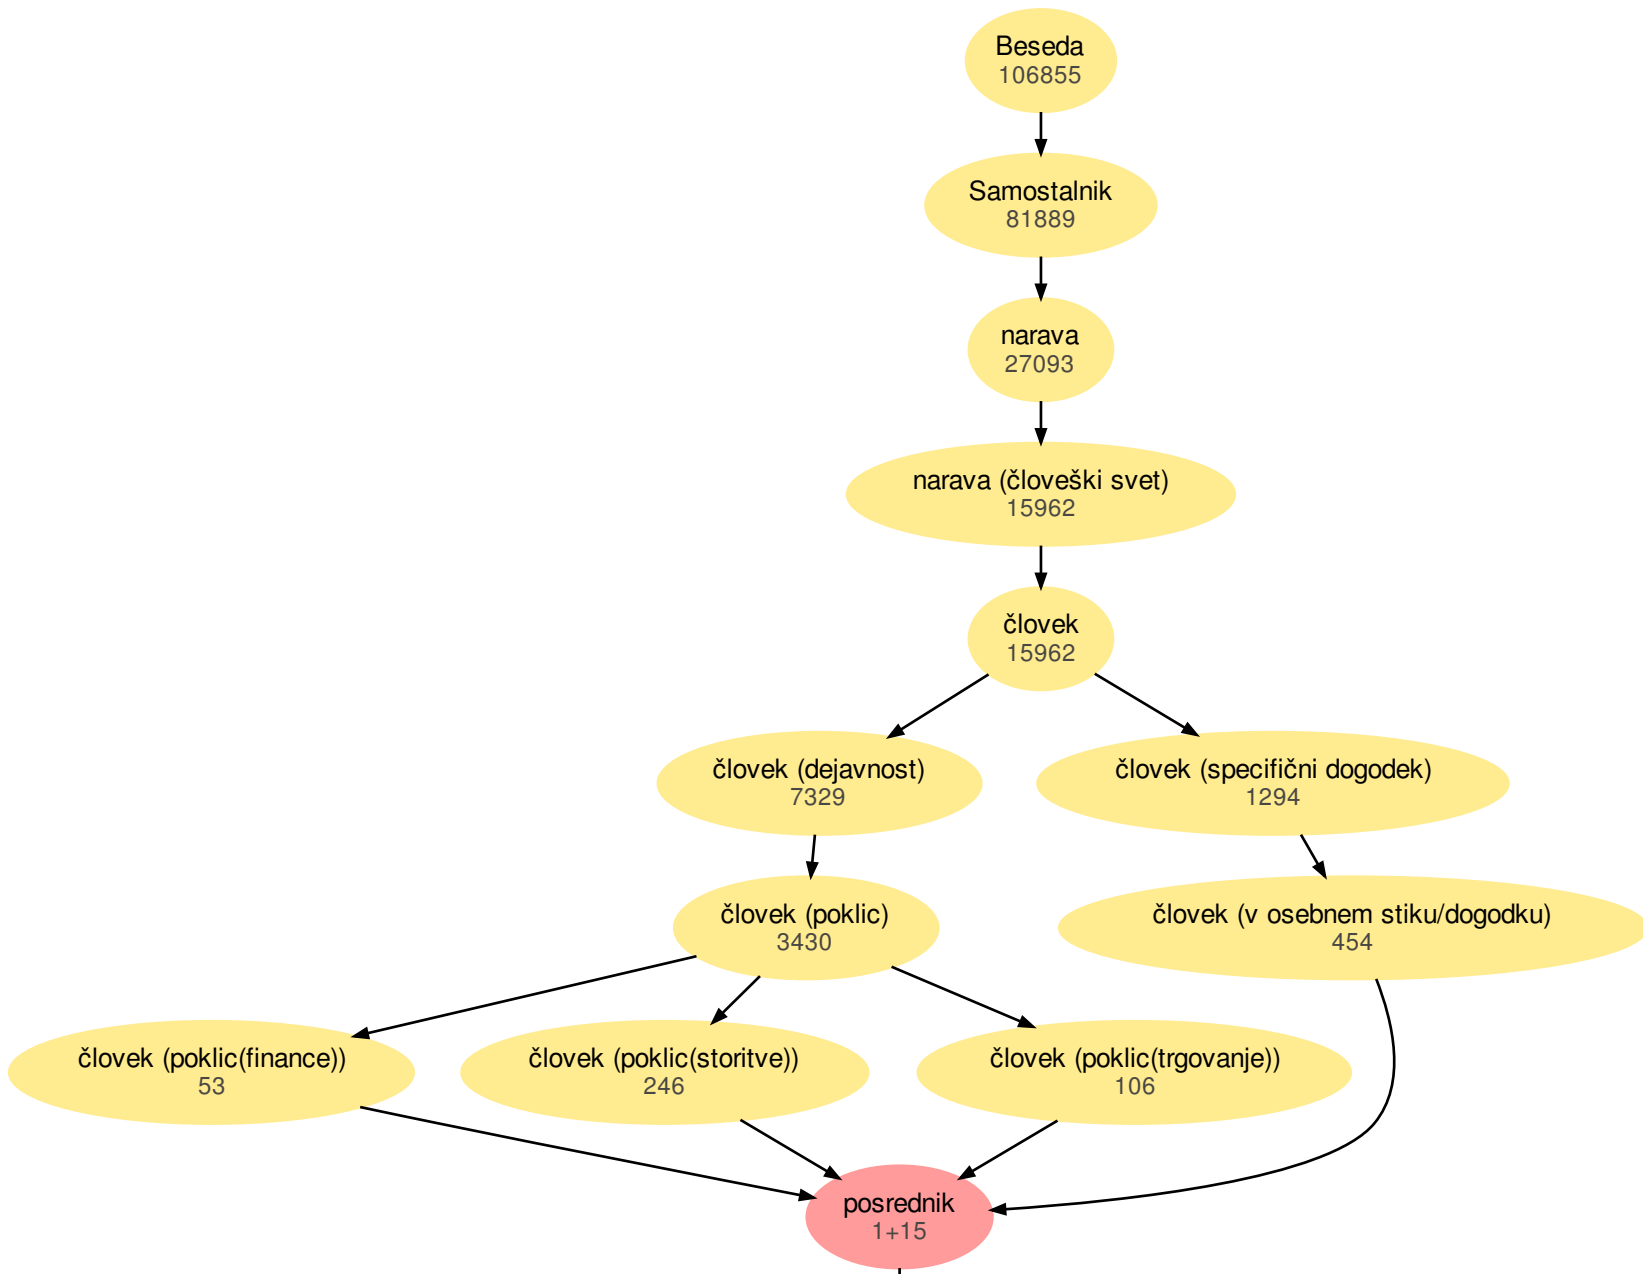 Beseda
106855
Samostalnik
81889
narava
27093
narava (človeški svet)
15962
človek
15962
človek (dejavnost)
7329
človek (specifični dogodek)
1294
človek (poklic)
3430
človek (v osebnem stiku/dogodku)
454
človek (poklic(finance))
53
človek (poklic(storitve))
246
človek (poklic(trgovanje))
106
posrednik
1+15